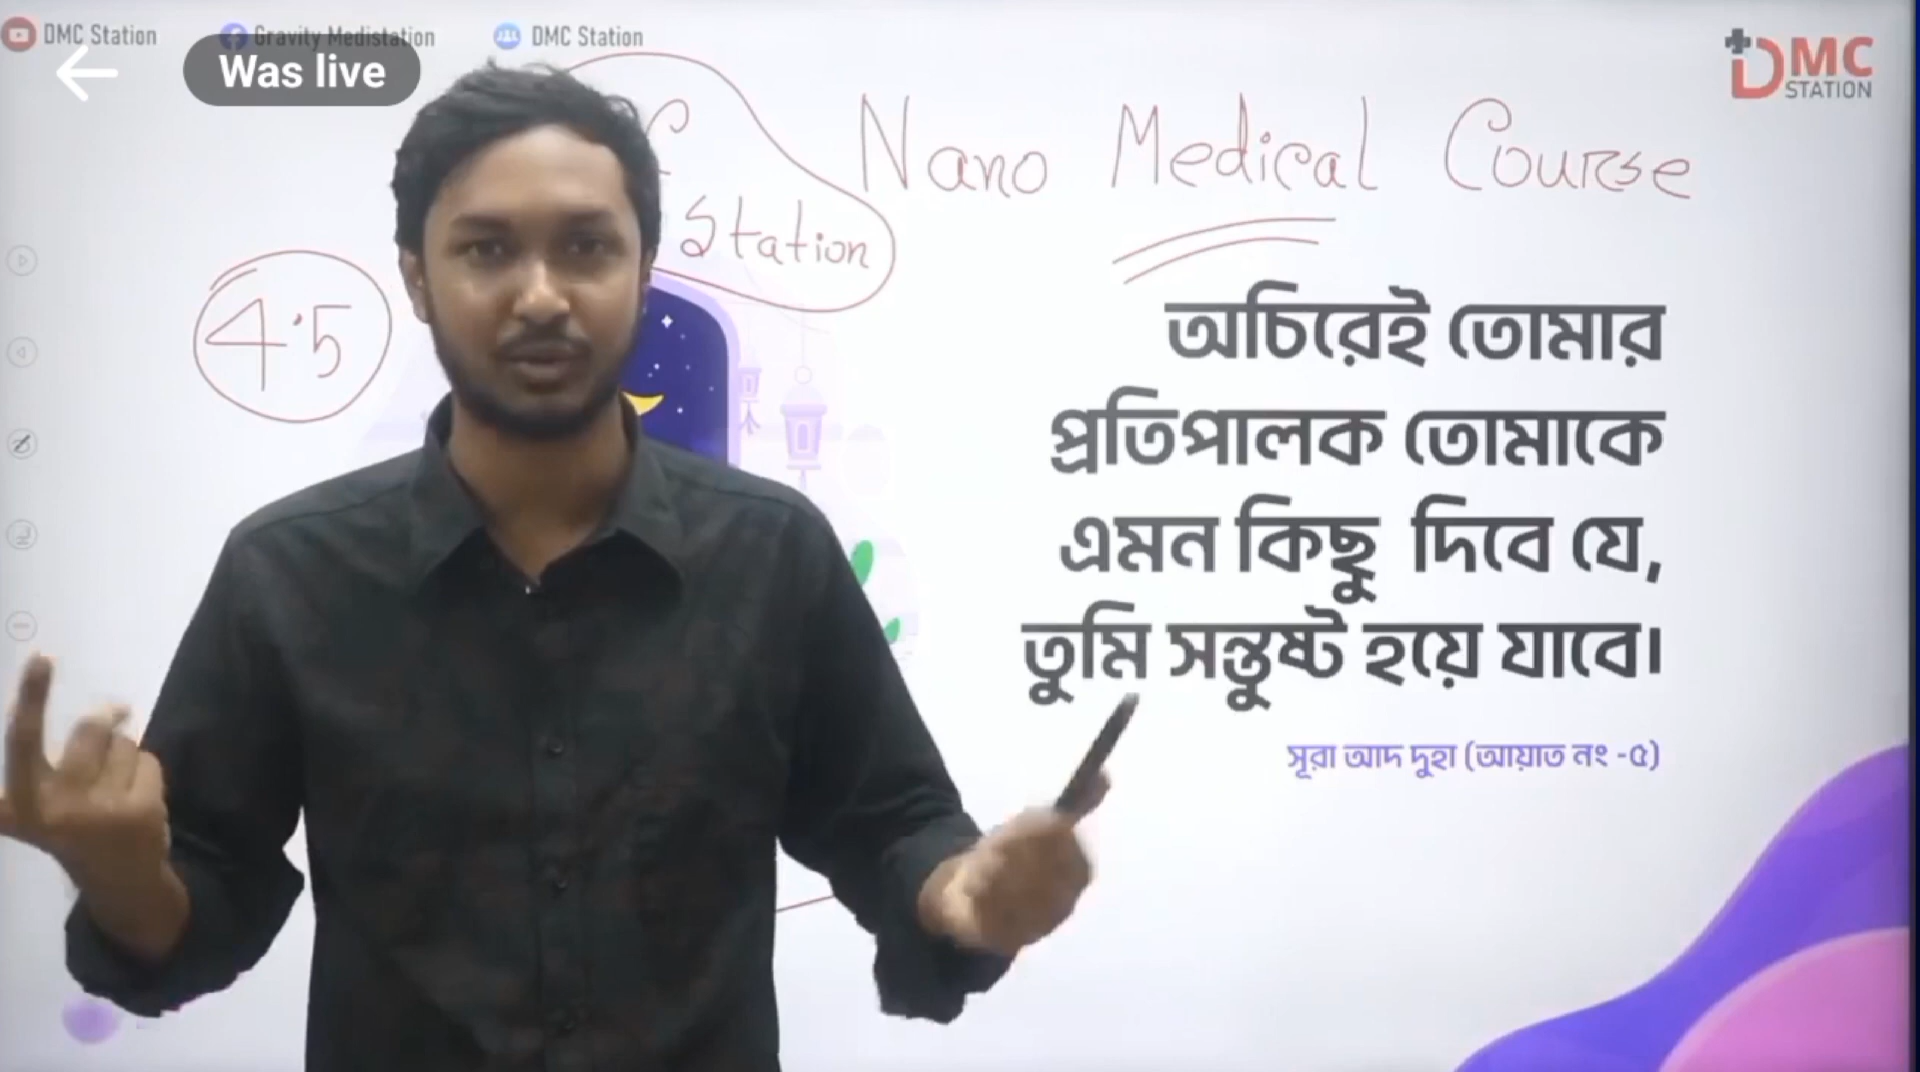 DMC Station
Gravity Medistation
DMC Station
Was live
DMC
STATION
Nano Medical Course
Station
4.5
অচিরেই তোমার
প্রতিপালক তোমাকে
এমন কিছু দিবে যে,
তুমি সন্তুষ্ট হয়ে যাবে।
সূরা আদ দুহা (আয়াত নং -৫)